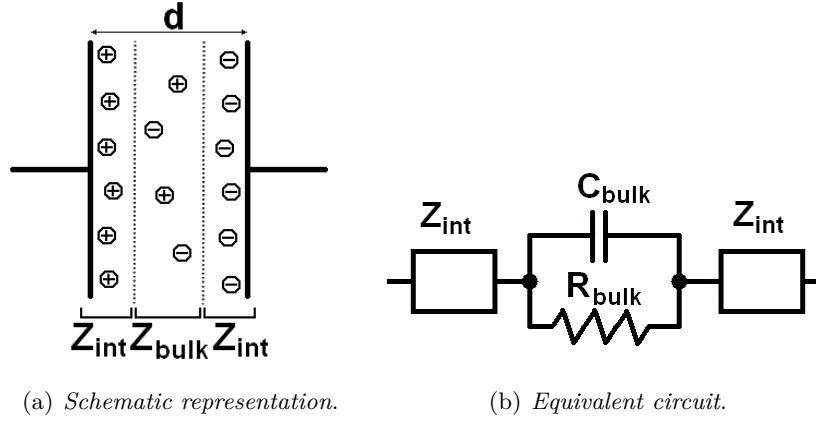 d
Z_int Z_bulk Z_int
C_bulk
Z_int Z_int
R_bulk
(a) Schematic representation.
(b) Equivalent circuit.